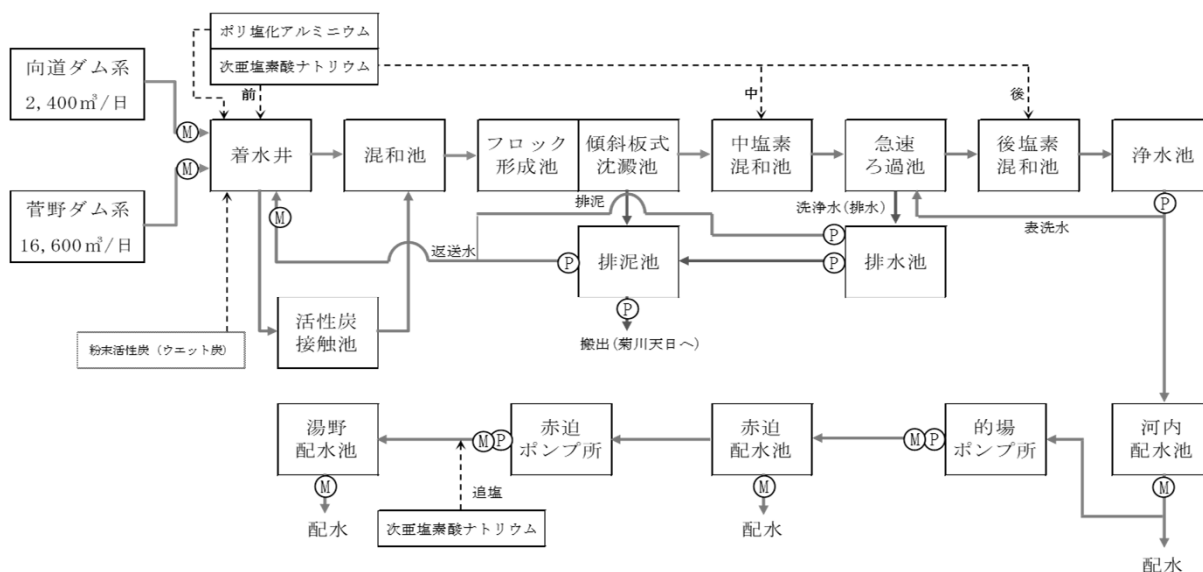 ポリ塩化アルミニウム
次亜塩素酸ナトリウム
向道ダム系
2,400㎥/日
前
中
後
M
着水井
混和池
フロック
形成池
傾斜板式
沈澱池
中塩素
混和池
急速
ろ過池
後塩素
混和池
浄水池
M
菅野ダム系
16,600㎥/日
M
排泥
洗浄水(排水)
P
表洗水
返送水
P
排泥池
P
P
排水池
P
搬出(菊川天日へ)
粉末活性炭（ウエット炭）
活性炭
接触池
湯野
配水池
MP
赤迫
ポンプ所
赤迫
配水池
MP
的場
ポンプ所
河内
配水池
M
追塩
M
M
配水
次亜塩素酸ナトリウム
配水
配水